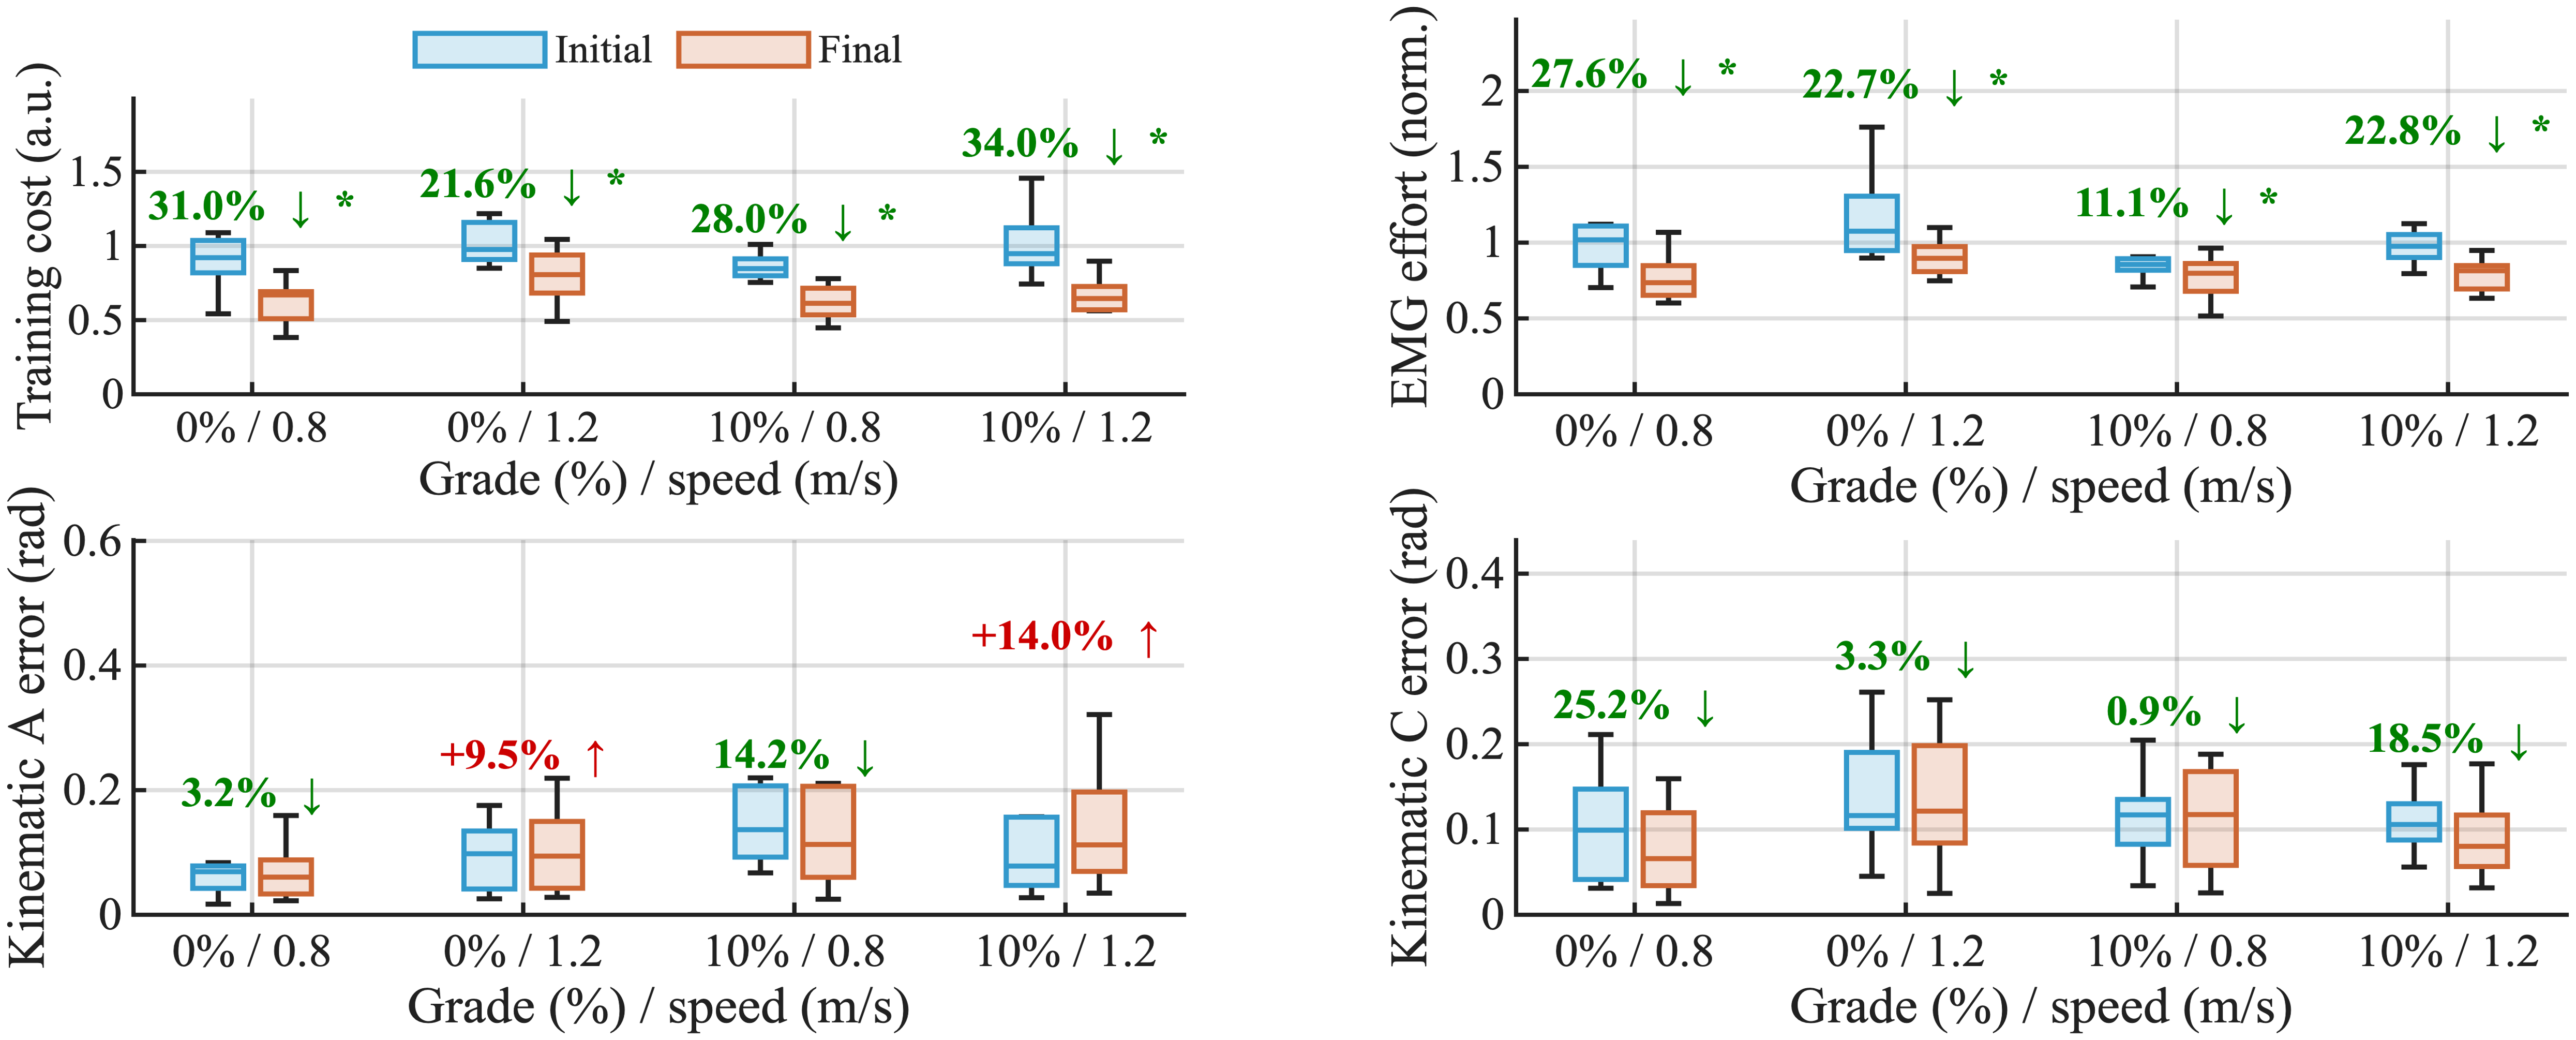 Initial
Final
Training cost (a.u.)
1.5
1
0.5
0
31.0% ↓ *
21.6% ↓ *
28.0% ↓ *
34.0% ↓ *
0% / 0.8
0% / 1.2
10% / 0.8
10% / 1.2
Grade (%) / speed (m/s)
EMG effort (norm.)
2
1.5
1
0.5
0
27.6% ↓ *
22.7% ↓ *
11.1% ↓ *
22.8% ↓ *
0% / 0.8
0% / 1.2
10% / 0.8
10% / 1.2
Grade (%) / speed (m/s)
Kinematic A error (rad)
0.6
0.4
0.2
0
3.2% ↓
+9.5% ↑
14.2% ↓
+14.0% ↑
0% / 0.8
0% / 1.2
10% / 0.8
10% / 1.2
Grade (%) / speed (m/s)
Kinematic C error (rad)
0.4
0.3
0.2
0.1
0
25.2% ↓
3.3% ↓
0.9% ↓
18.5% ↓
0% / 0.8
0% / 1.2
10% / 0.8
10% / 1.2
Grade (%) / speed (m/s)